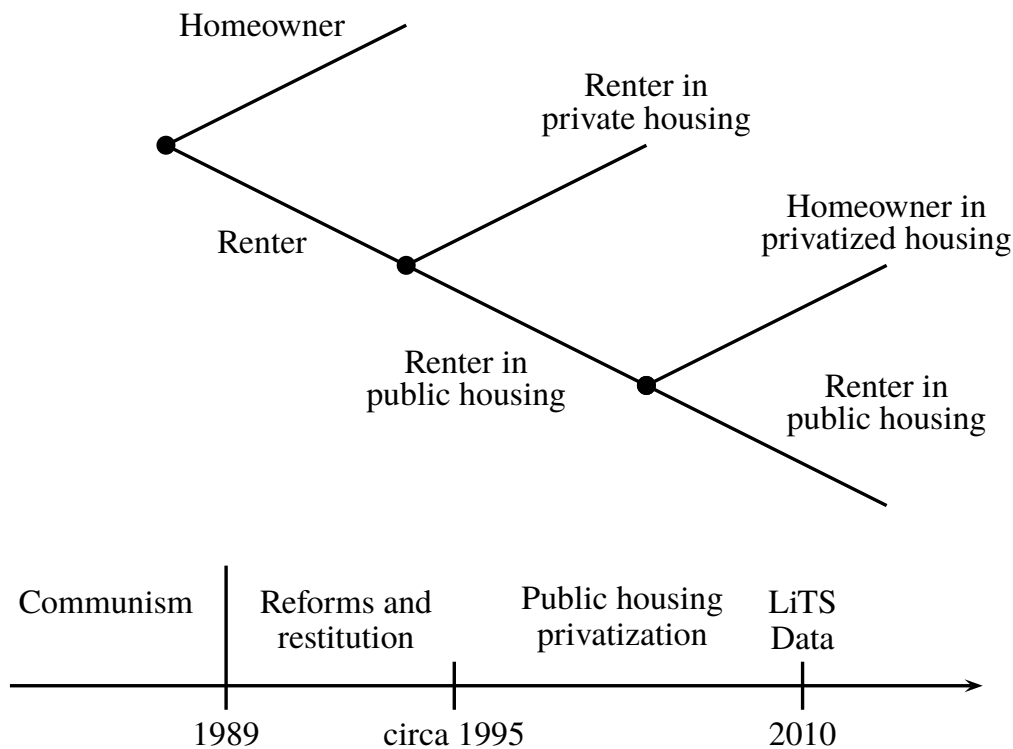 Homeowner
Renter in
private housing
Homeowner in
privatized housing
Renter
Renter in
public housing
Renter in
public housing
Communism
Reforms and
restitution
Public housing
privatization
LiTS
Data
1989
circa 1995
2010